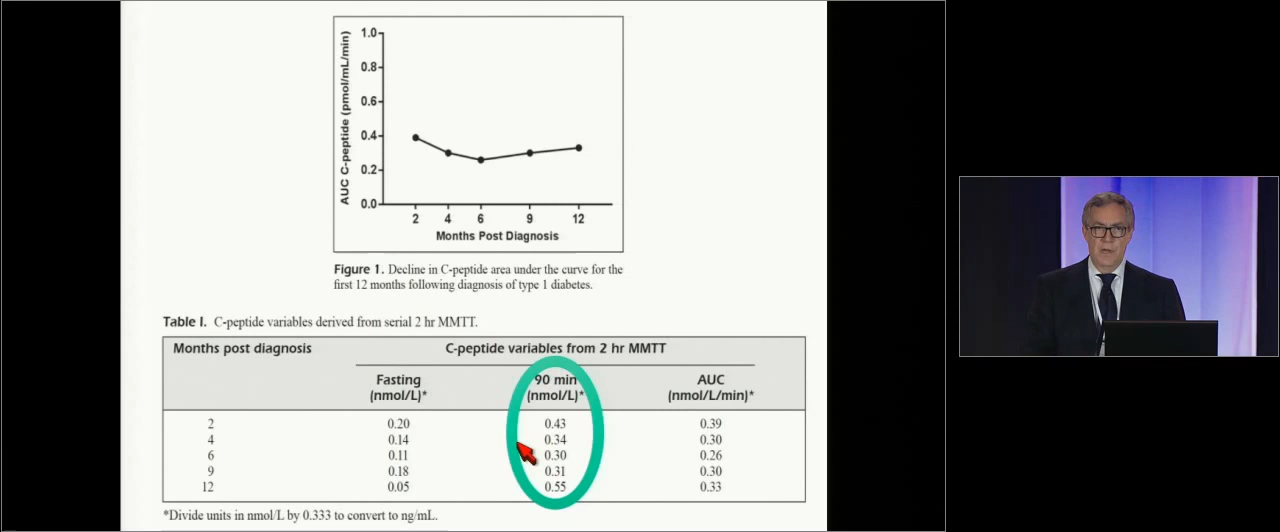 AUC C-peptide (pmol/mL/min)
1.0
0.8
0.6
0.4
0.2
0.0
2 4 6 9 12
Months Post Diagnosis
Figure 1. Decline in C-peptide area under the curve for the
first 12 months following diagnosis of type 1 diabetes.
Table I. C-peptide variables derived from serial 2 hr MMTT.
Months post diagnosis C-peptide variables from 2 hr MMTT
Fasting 90 min AUC
(nmol/L)* (nmol/L)* (nmol/L/min)*
2 0.20 0.43 0.39
4 0.14 0.34 0.30
6 0.11 0.30 0.26
9 0.18 0.31 0.30
12 0.05 0.55 0.33
*Divide units in nmol/L by 0.333 to convert to ng/mL.